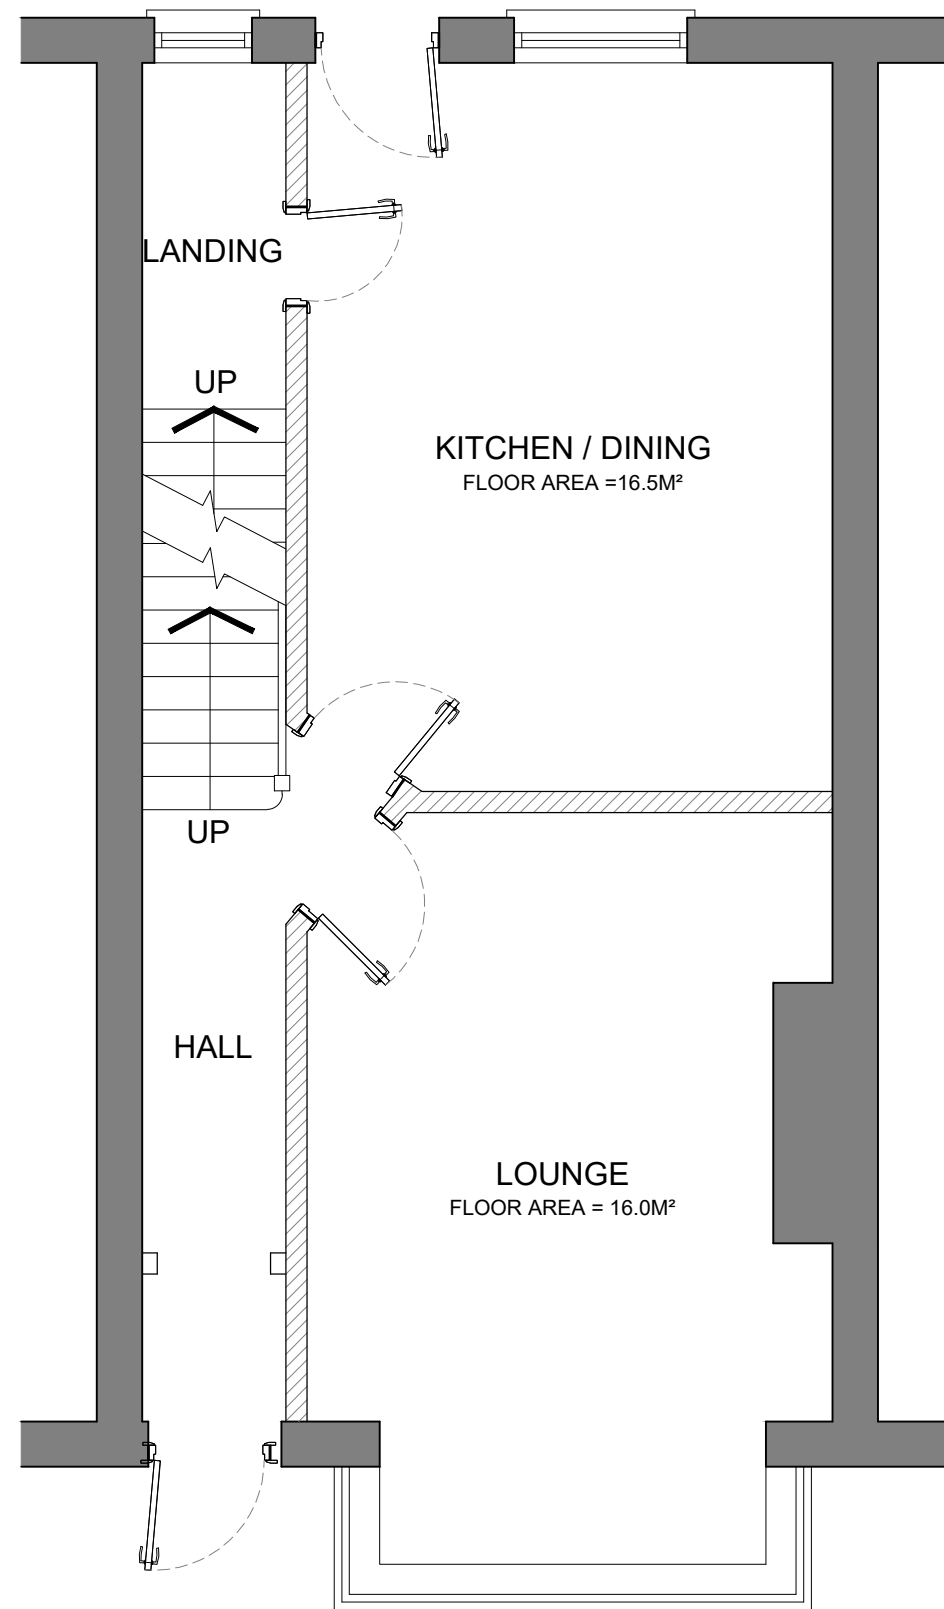 LANDING
UP
KITCHEN / DINING
FLOOR AREA =16.5M²
UP
HALL
LOUNGE
FLOOR AREA = 16.0M²